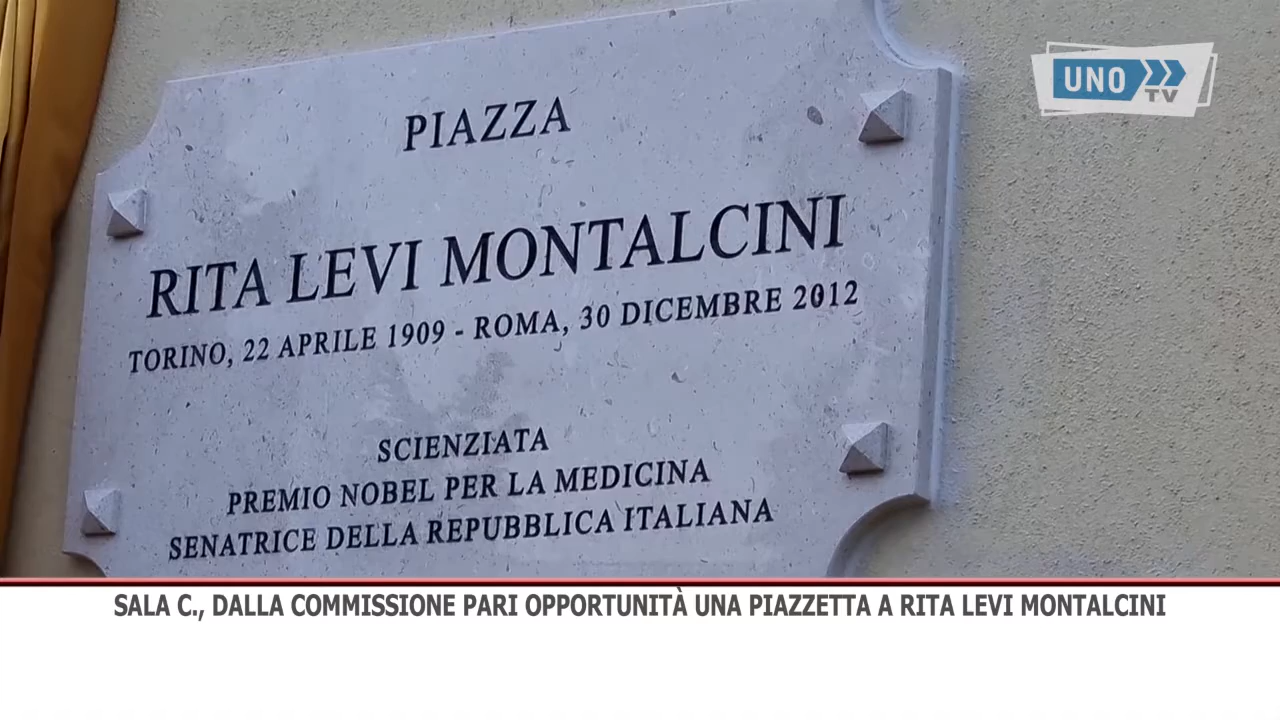 UNO
TV
PIAZZA
RITA LEVI MONTALCINI
TORINO, 22 APRILE 1909 - ROMA, 30 DICEMBRE 2012
SCIENZIATA
PREMIO NOBEL PER LA MEDICINA
SENATRICE DELLA REPUBBLICA ITALIANA
SALA C., DALLA COMMISSIONE PARI OPPORTUNITÀ UNA PIAZZETTA A RITA LEVI MONTALCINI